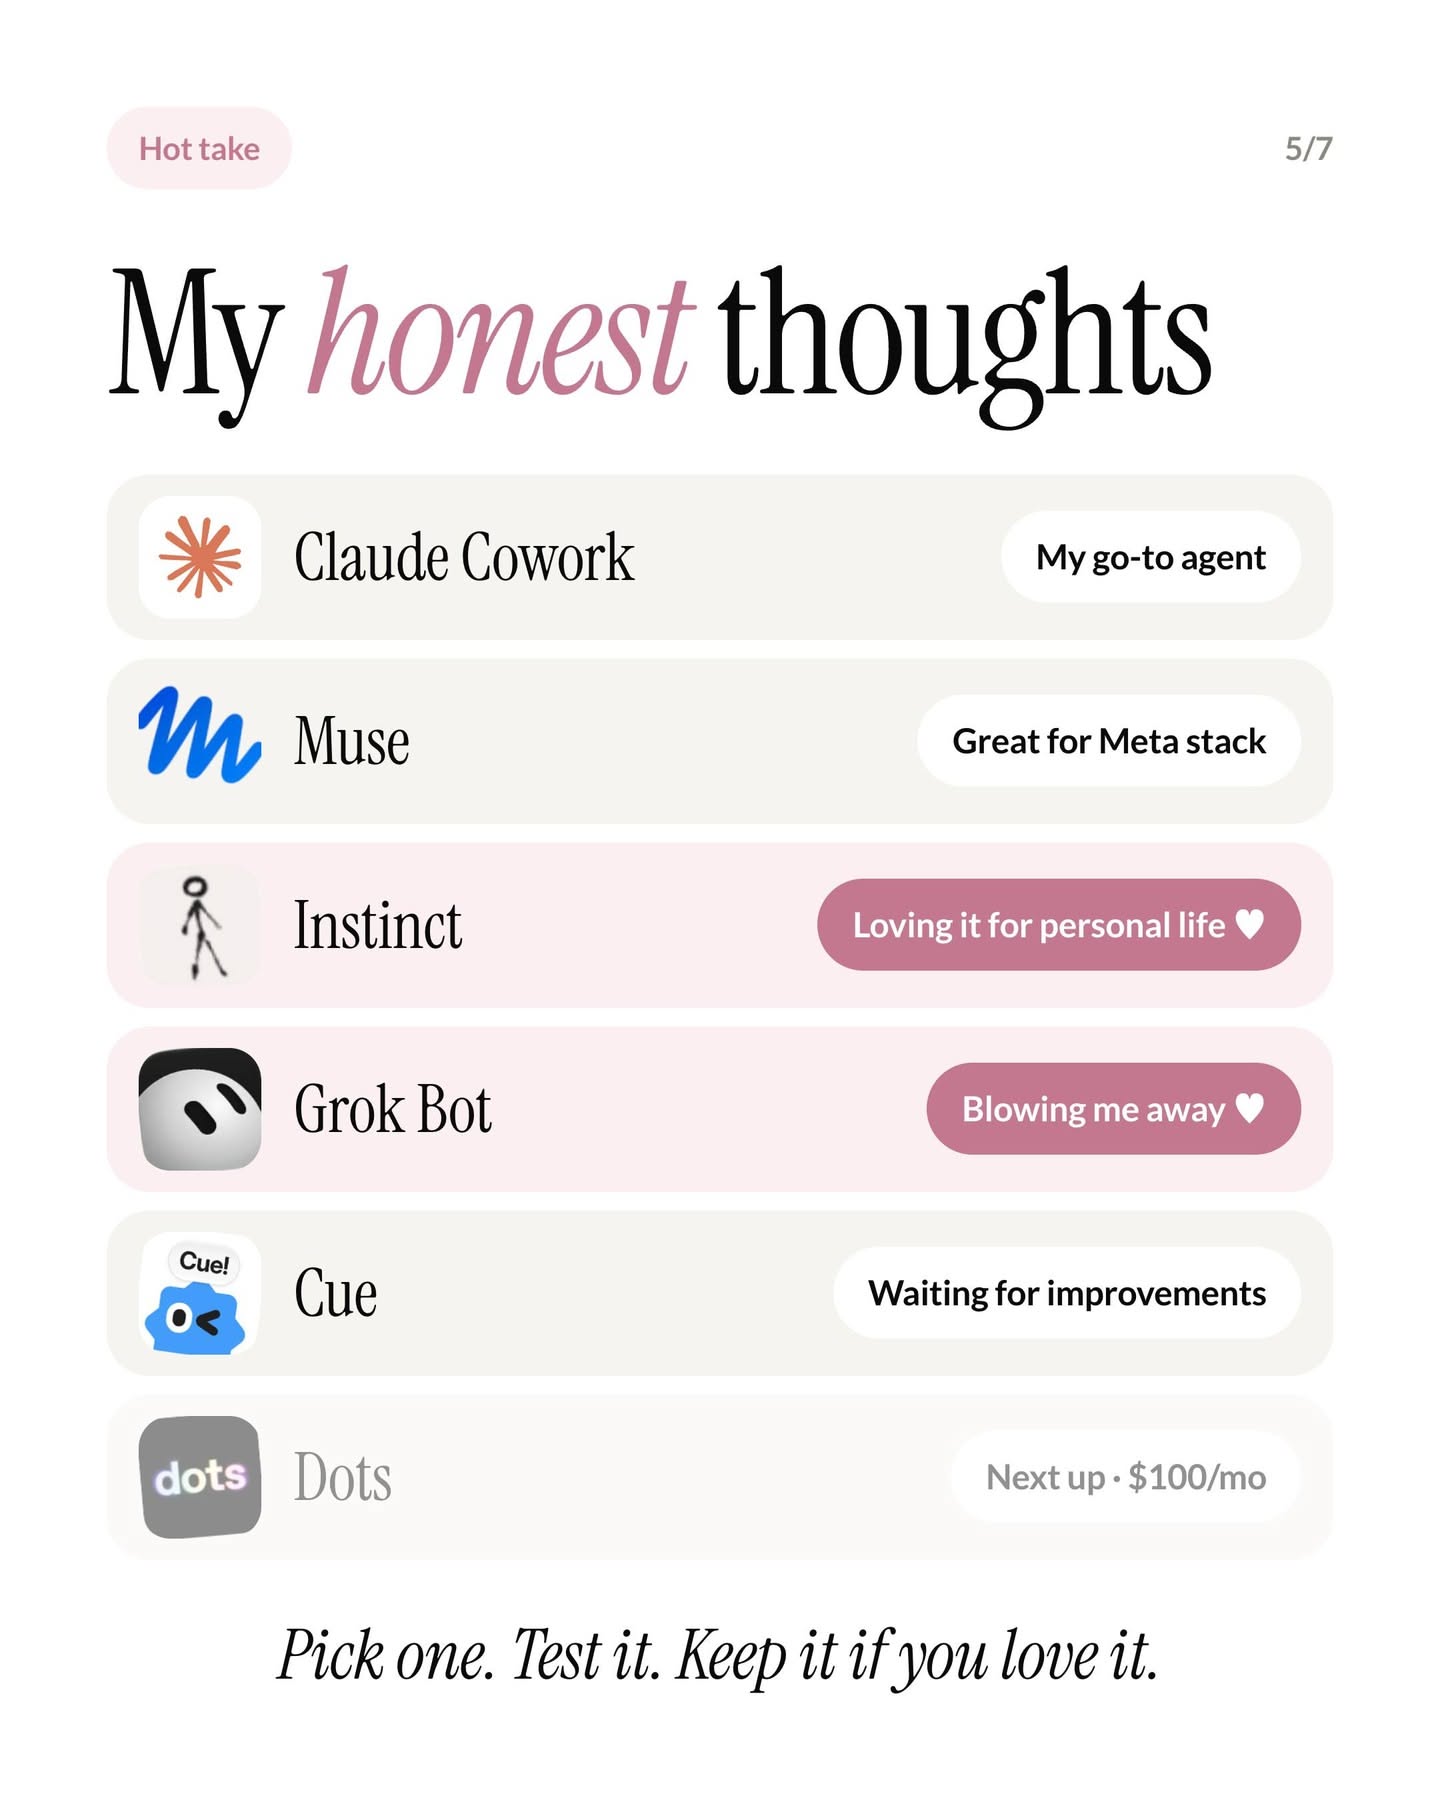 Hot take
5/7
My honest thoughts
Claude Cowork
My go-to agent
Muse
Great for Meta stack
Instinct
Loving it for personal life ♥
Grok Bot
Blowing me away ♥
Cue!
Cue
Waiting for improvements
dots
Dots
Next up · $100/mo
Pick one. Test it. Keep it if you love it.